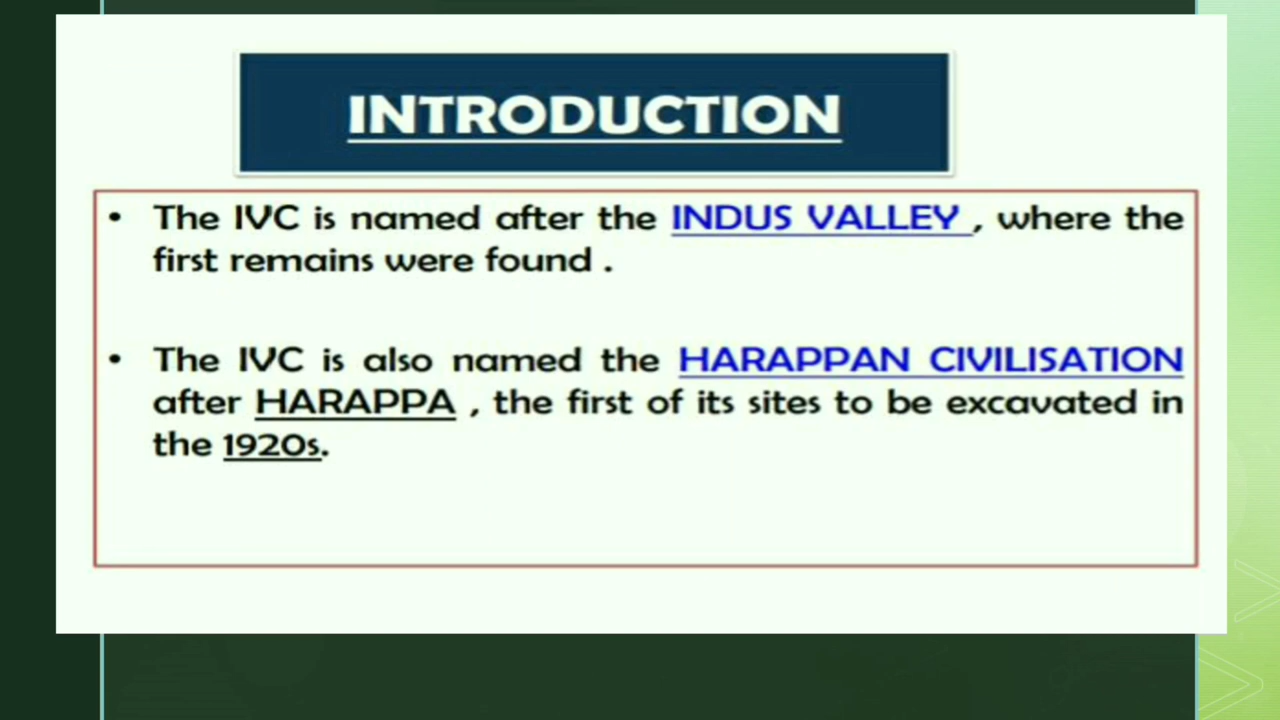 INTRODUCTION
• The IVC is named after the INDUS VALLEY , where the
first remains were found .
• The IVC is also named the HARAPPAN CIVILISATION
after HARAPPA , the first of its sites to be excavated in
the 1920s.